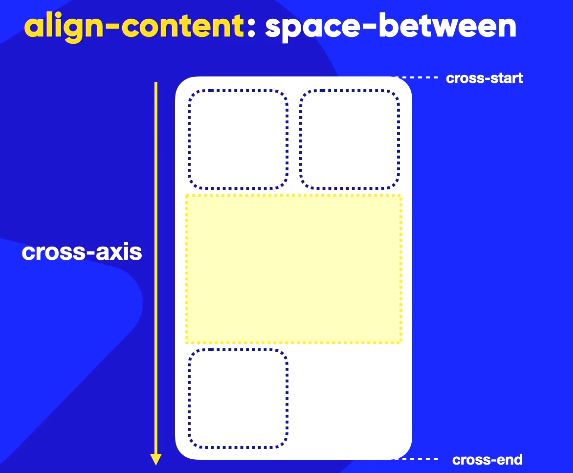 align-content: space-between
cross-start
cross-axis
cross-end